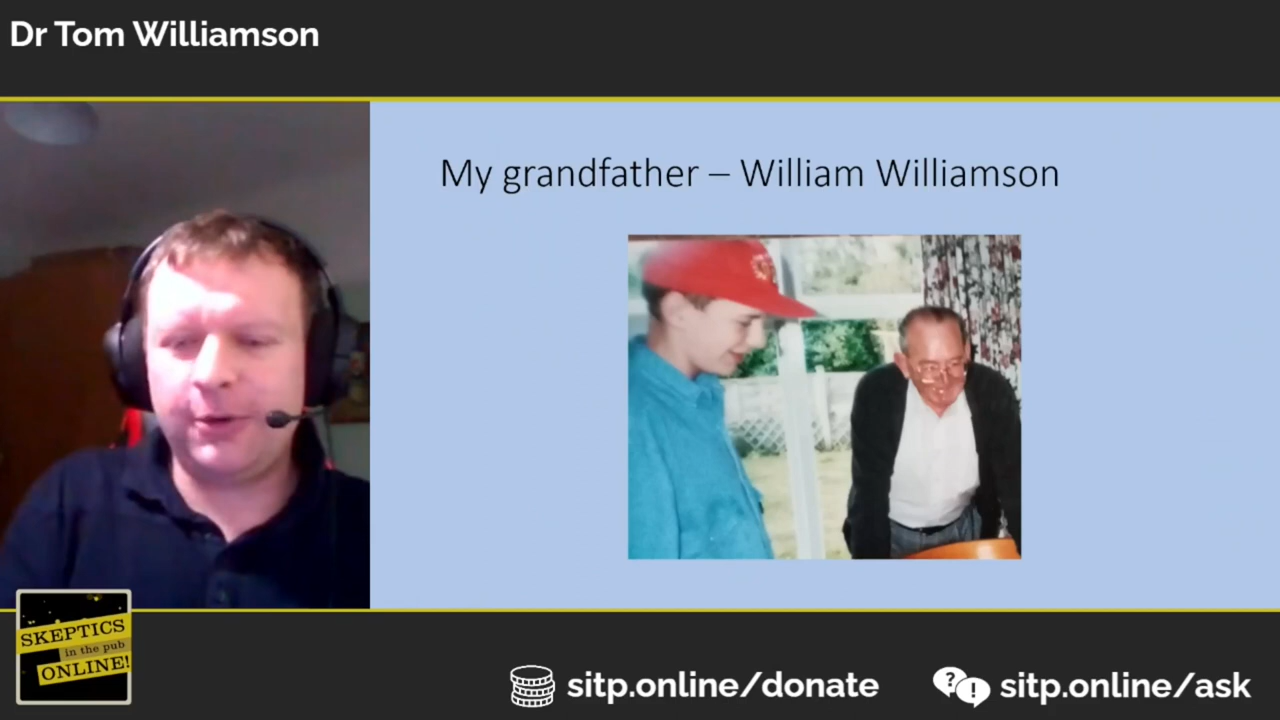 Dr Tom Williamson
My grandfather – William Williamson
SKEPTICS
in the pub
ONLINE!
sitp.online/donate
? !
sitp.online/ask